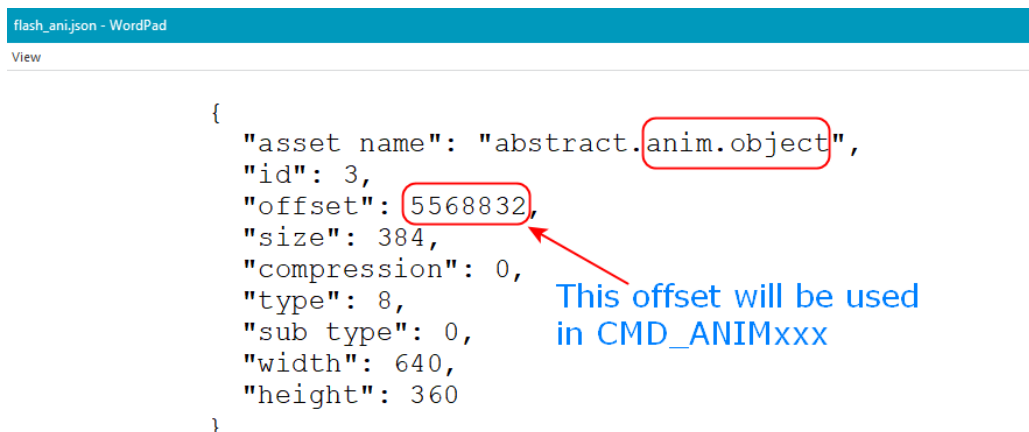 flash_ani.json - WordPad
View
{
"asset name": "abstract.anim.object",
"id": 3,
"offset": 5568832,
"size": 384,
"compression": 0,
"type": 8,
"sub type": 0,
"width": 640,
"height": 360
}
This offset will be used
in CMD_ANIMxxx